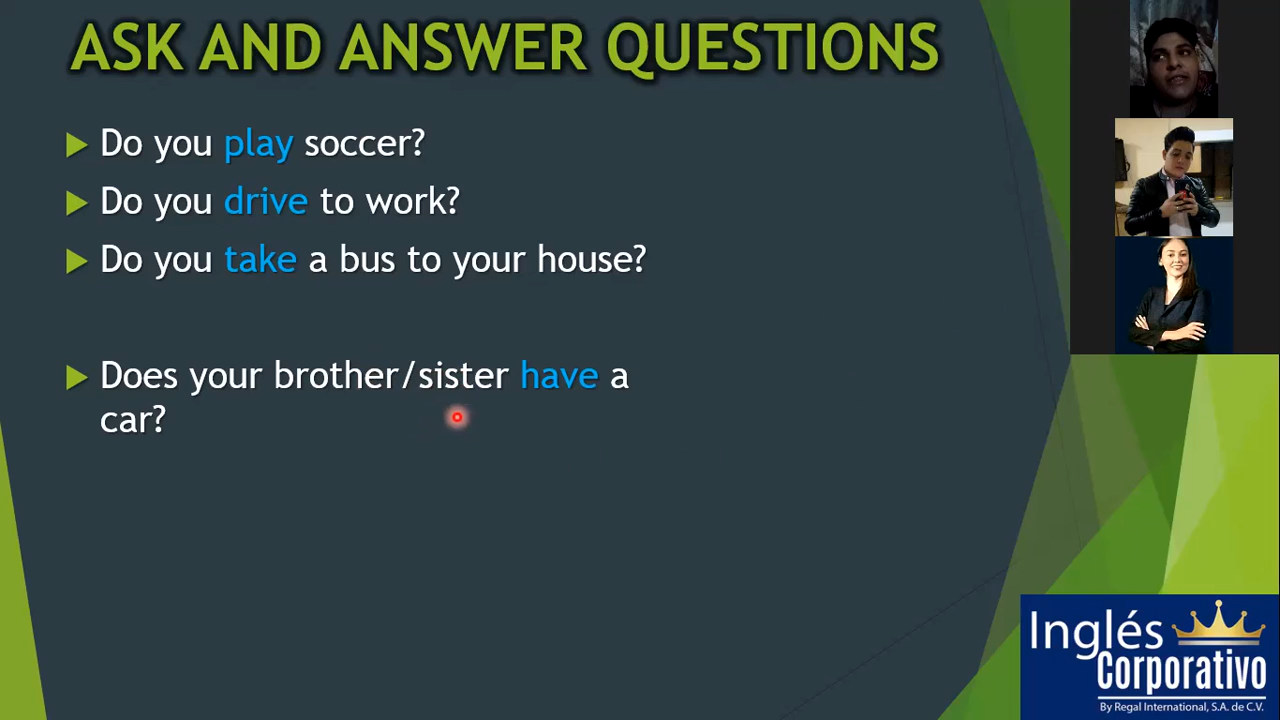 ASK AND ANSWER QUESTIONS
Do you play soccer?
Do you drive to work?
Do you take a bus to your house?
Does your brother/sister have a
car?
Inglés
Corporativo
By Regal International, S.A. de C.V.